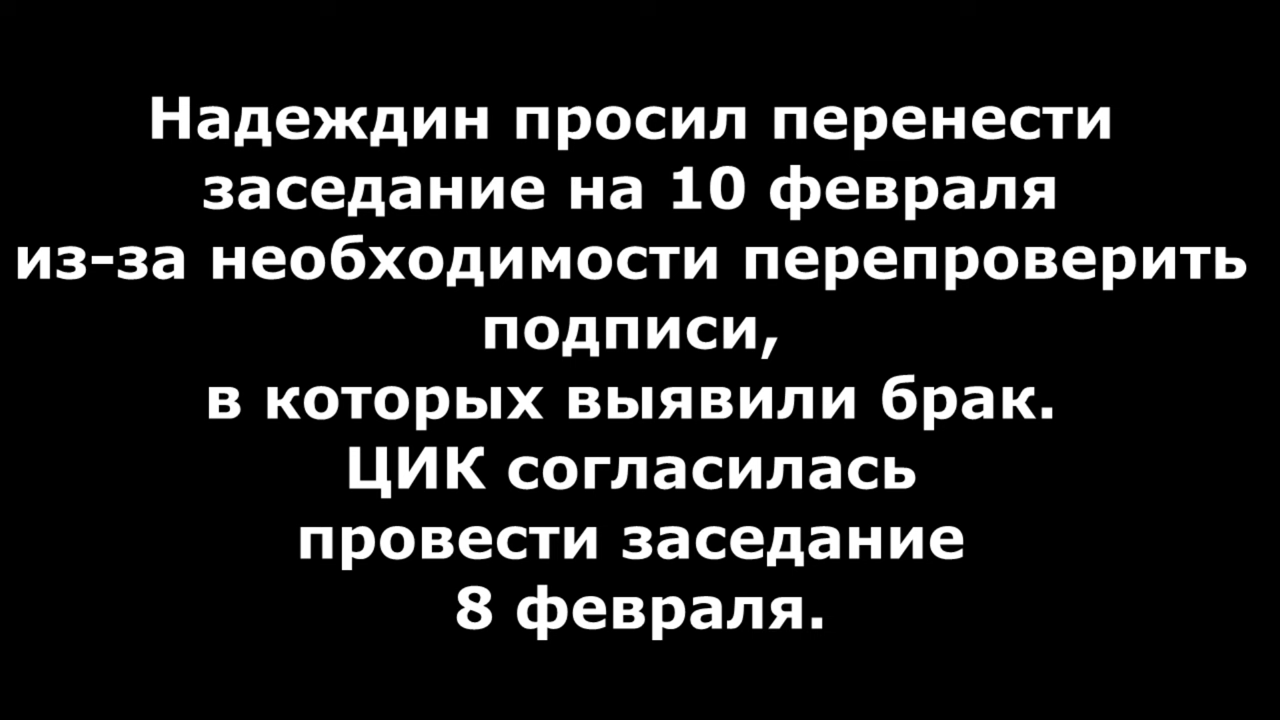 Надеждин просил перенести
заседание на 10 февраля
из-за необходимости перепроверить
подписи,
в которых выявили брак.
ЦИК согласилась
провести заседание
8 февраля.